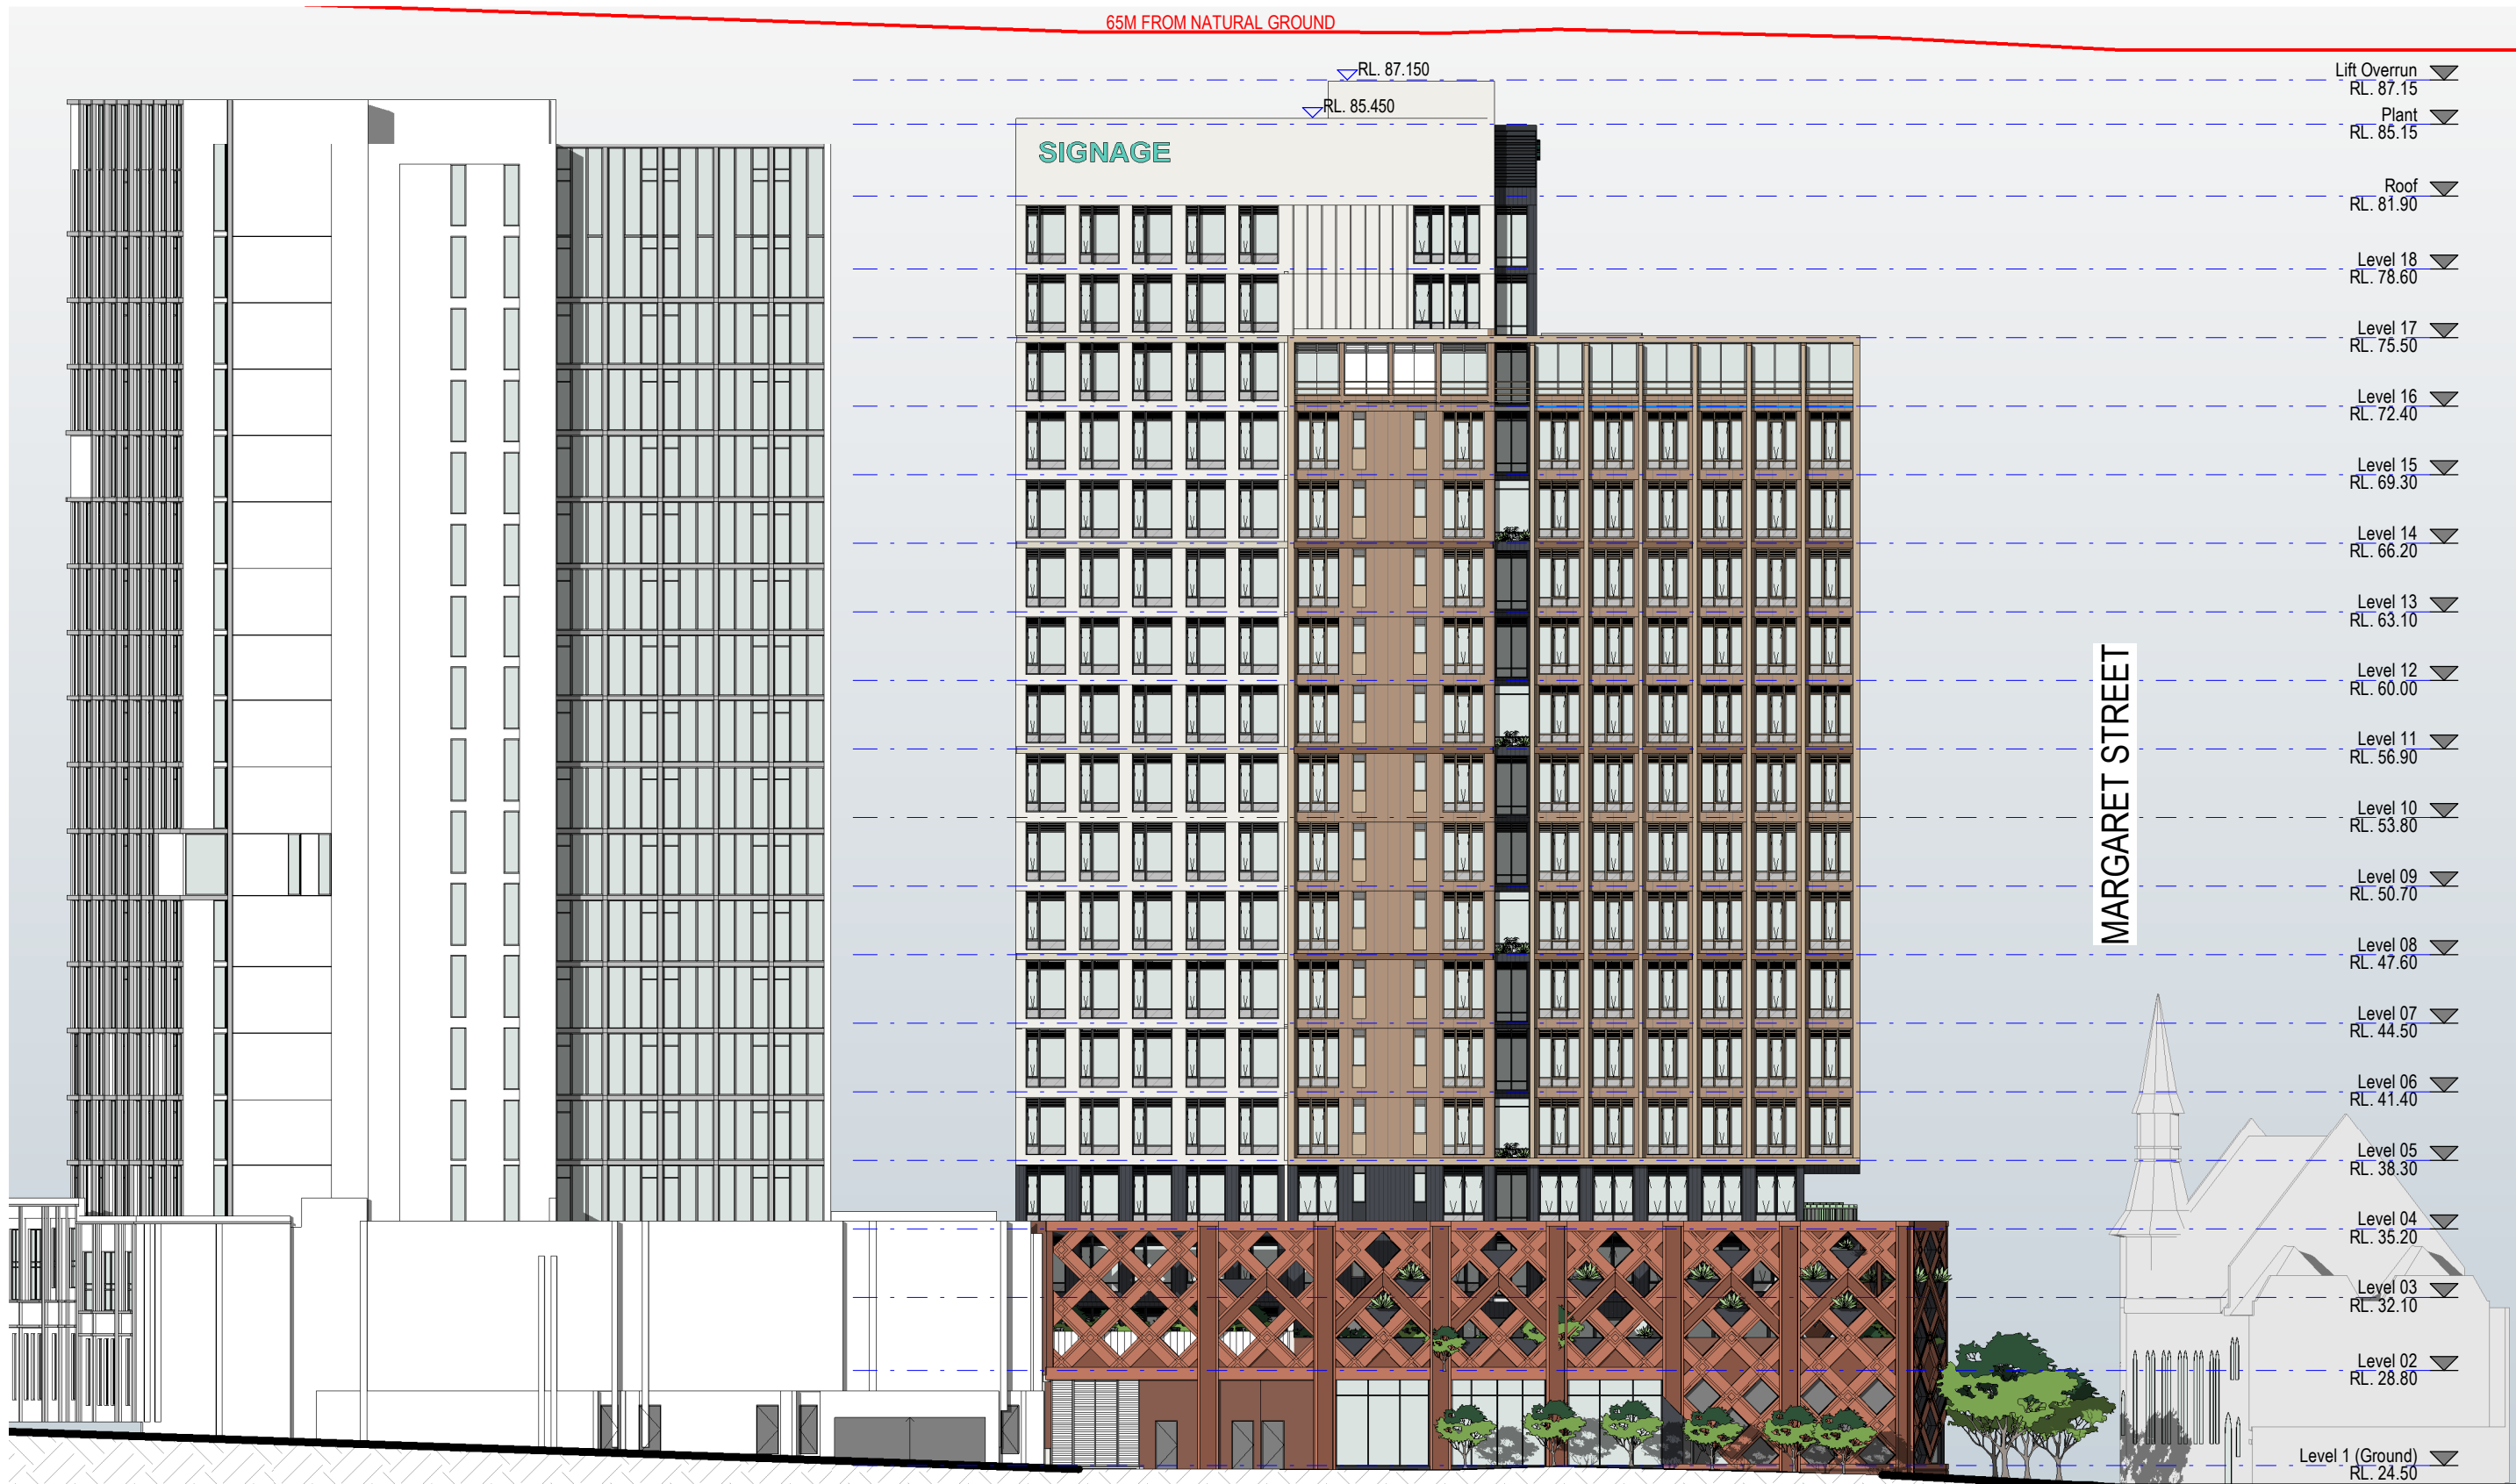 65M FROM NATURAL GROUND
RL. 87.150
RL. 85.450
SIGNAGE
Lift Overrun
RL. 87.15
Plant
RL. 85.15
Roof
RL. 81.90
Level 18
RL. 78.60
Level 17
RL. 75.50
Level 16
RL. 72.40
Level 15
RL. 69.30
Level 14
RL. 66.20
Level 13
RL. 63.10
Level 12
RL. 60.00
Level 11
RL. 56.90
Level 10
RL. 53.80
Level 09
RL. 50.70
Level 08
RL. 47.60
Level 07
RL. 44.50
Level 06
RL. 41.40
Level 05
RL. 38.30
Level 04
RL. 35.20
Level 03
RL. 32.10
Level 02
RL. 28.80
Level 1 (Ground)
RL. 24.50
MARGARET STREET